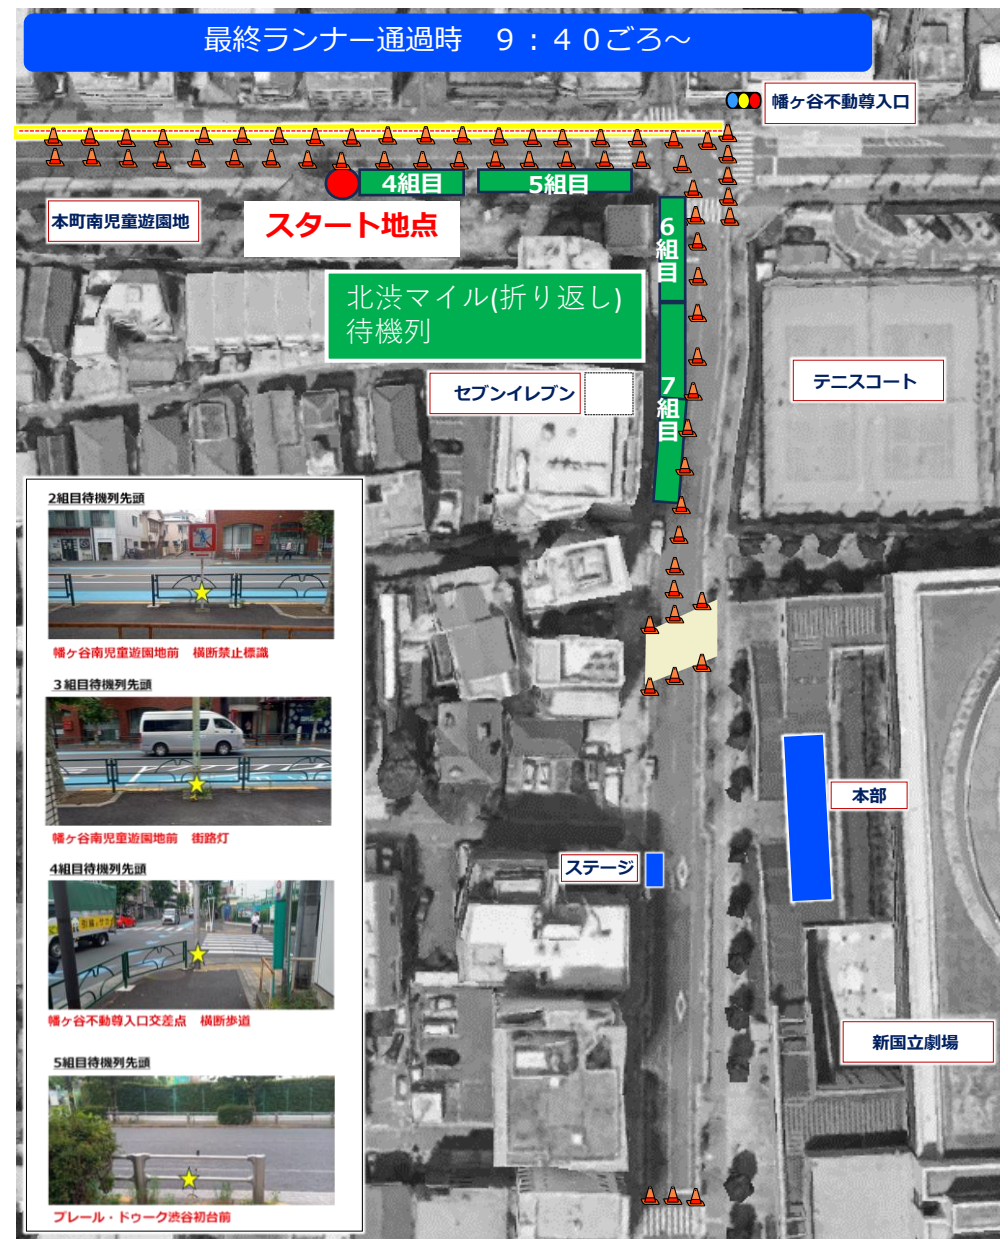 最終ランナー通過時　９：４０ごろ～
幡ヶ谷不動尊入口
4組目
5組目
本町南児童遊園地
スタート地点
6組目
北渋マイル(折り返し)
待機列
セブンイレブン
7組目
テニスコート
2組目待機列先頭
幡ヶ谷南児童遊園地前　横断禁止標識
３組目待機列先頭
幡ヶ谷南児童遊園地前　街路灯
4組目待機列先頭
幡ヶ谷不動尊入口交差点　横断歩道
5組目待機列先頭
プレール・ドゥーク渋谷初台前
本部
ステージ
新国立劇場